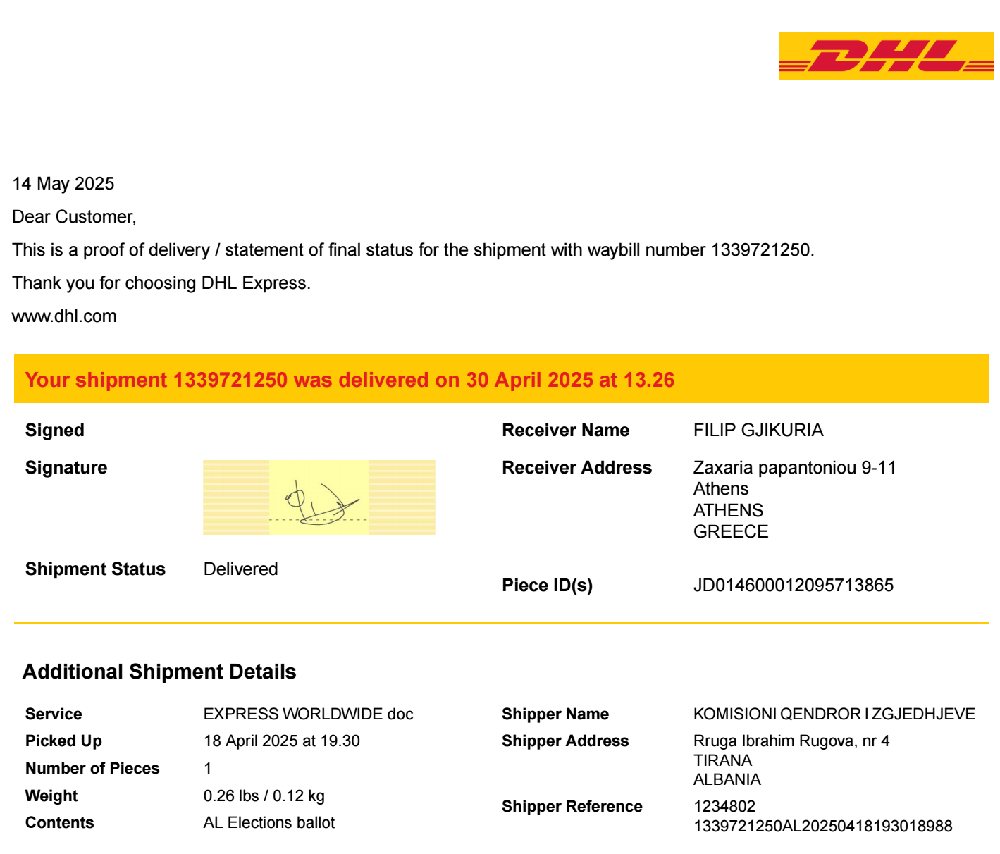 DHL
14 May 2025
Dear Customer,
This is a proof of delivery / statement of final status for the shipment with waybill number 1339721250.
Thank you for choosing DHL Express.
www.dhl.com
Your shipment 1339721250 was delivered on 30 April 2025 at 13.26
Signed
Receiver Name FILIP GJIKURIA
Signature
Receiver Address Zaxaria papantoniou 9-11
Athens
ATHENS
GREECE
Shipment Status Delivered
Piece ID(s) JD014600012095713865
Additional Shipment Details
Service EXPRESS WORLDWIDE doc
Shipper Name KOMISIONI QENDROR I ZGJEDHJEVE
Picked Up 18 April 2025 at 19.30
Shipper Address Rruga Ibrahim Rugova, nr 4
TIRANA
ALBANIA
Number of Pieces 1
Weight 0.26 lbs / 0.12 kg
Shipper Reference 1234802
1339721250AL20250418193018988
Contents AL Elections ballot